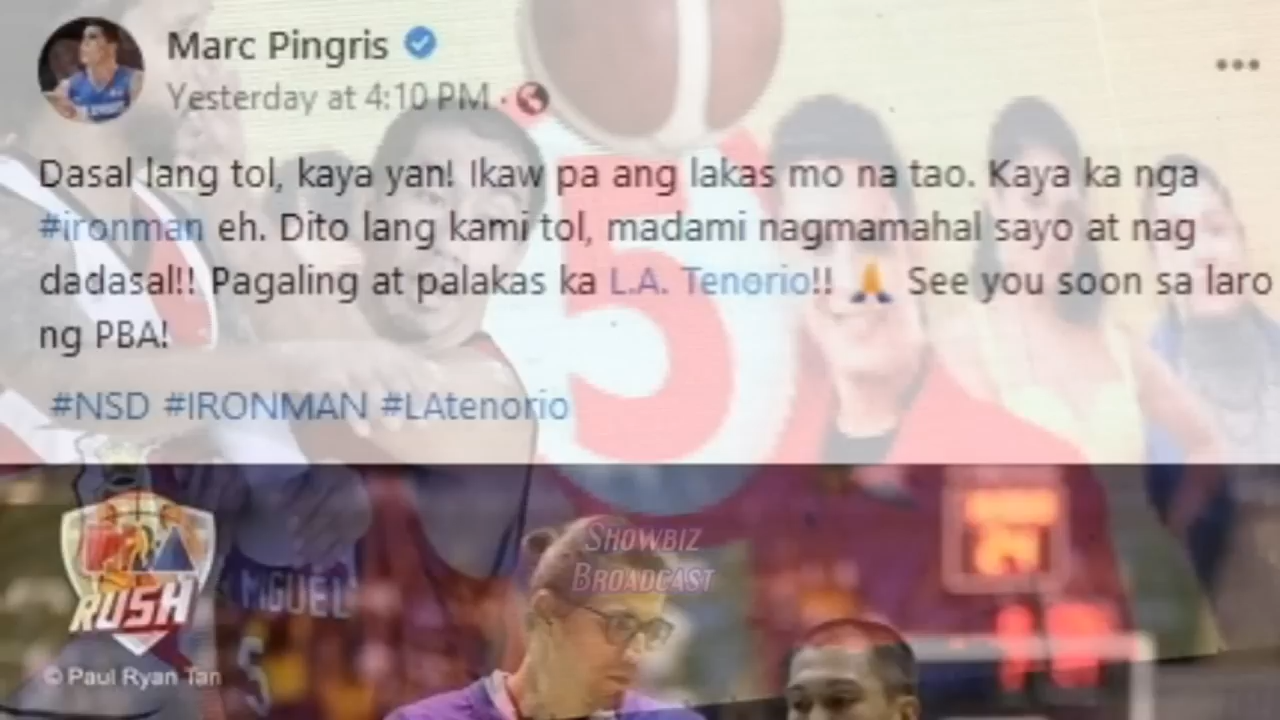 Marc Pingris
Yesterday at 4:10 PM ·
Dasal lang tol, kaya yan! Ikaw pa ang lakas mo na tao. Kaya ka nga
#ironman eh. Dito lang kami tol, madami nagmamahal sayo at nag
dadasal!! Pagaling at palakas ka L.A. Tenorio!! 🙏 See you soon sa laro
ng PBA!
#NSD #IRONMAN #LAtenorio
5
SHOWBIZ
BROADCAST
RUSH
MIGUEL
5
© Paul Ryan Tan